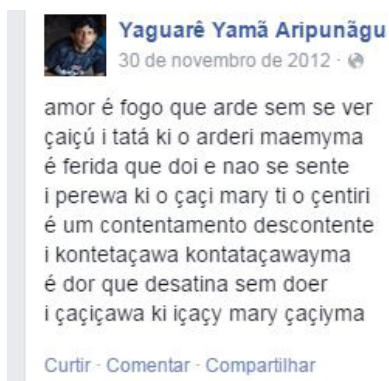 Yaguarê Yamã Aripunãgu
30 de novembro de 2012 ·
amor é fogo que arde sem se ver
çaiçú i tatá ki o arderi maemyma
é ferida que doi e nao se sente
i perewa ki o çaçi mary ti o çentiri
é um contentamento descontente
i kontetaçawa kontataçawayma
é dor que desatina sem doer
i çaçiçawa ki içaçy mary çaçiyma
Curtir · Comentar · Compartilhar